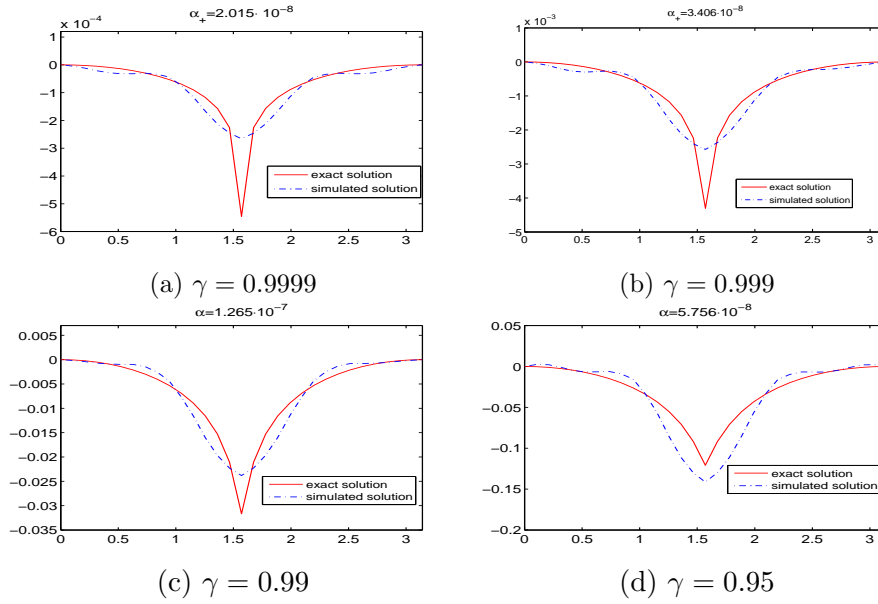 α₊=2.015· 10⁻⁸
x 10⁻⁴
1
0
−1
−2
−3
−4
−5
−6
0 0.5 1 1.5 2 2.5 3
exact solution
simulated solution
(a) γ = 0.9999
α₊=3.406·10⁻⁸
x 10⁻³
1
0
−1
−2
−3
−4
−5
0 0.5 1 1.5 2 2.5 3
exact solution
simulated solution
(b) γ = 0.999
α=1.265·10⁻⁷
0.005
0
−0.005
−0.01
−0.015
−0.02
−0.025
−0.03
−0.035
0 0.5 1 1.5 2 2.5 3
exact solution
simulated solution
(c) γ = 0.99
α=5.756·10⁻⁸
0.05
0
−0.05
−0.1
−0.15
−0.2
0 0.5 1 1.5 2 2.5 3
exact solution
simulated solution
(d) γ = 0.95